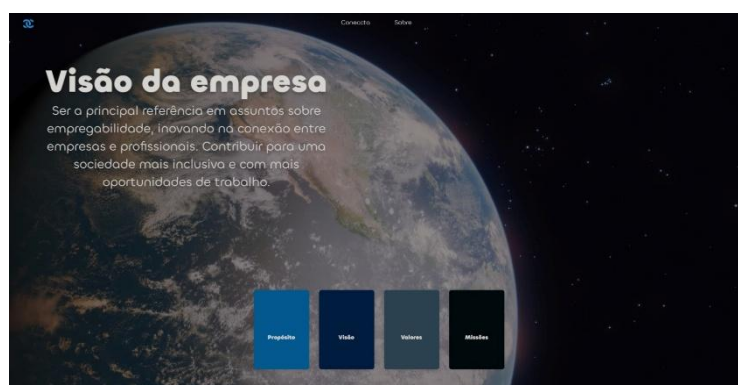 Coneccta Sobre
Visão da empresa
Ser a principal referência em assuntos sobre
empregabilidade, inovando na conexão entre
empresas e profissionais. Contribuir para uma
sociedade mais inclusiva e com mais
oportunidades de trabalho.
Propósito Visão Valores Missões